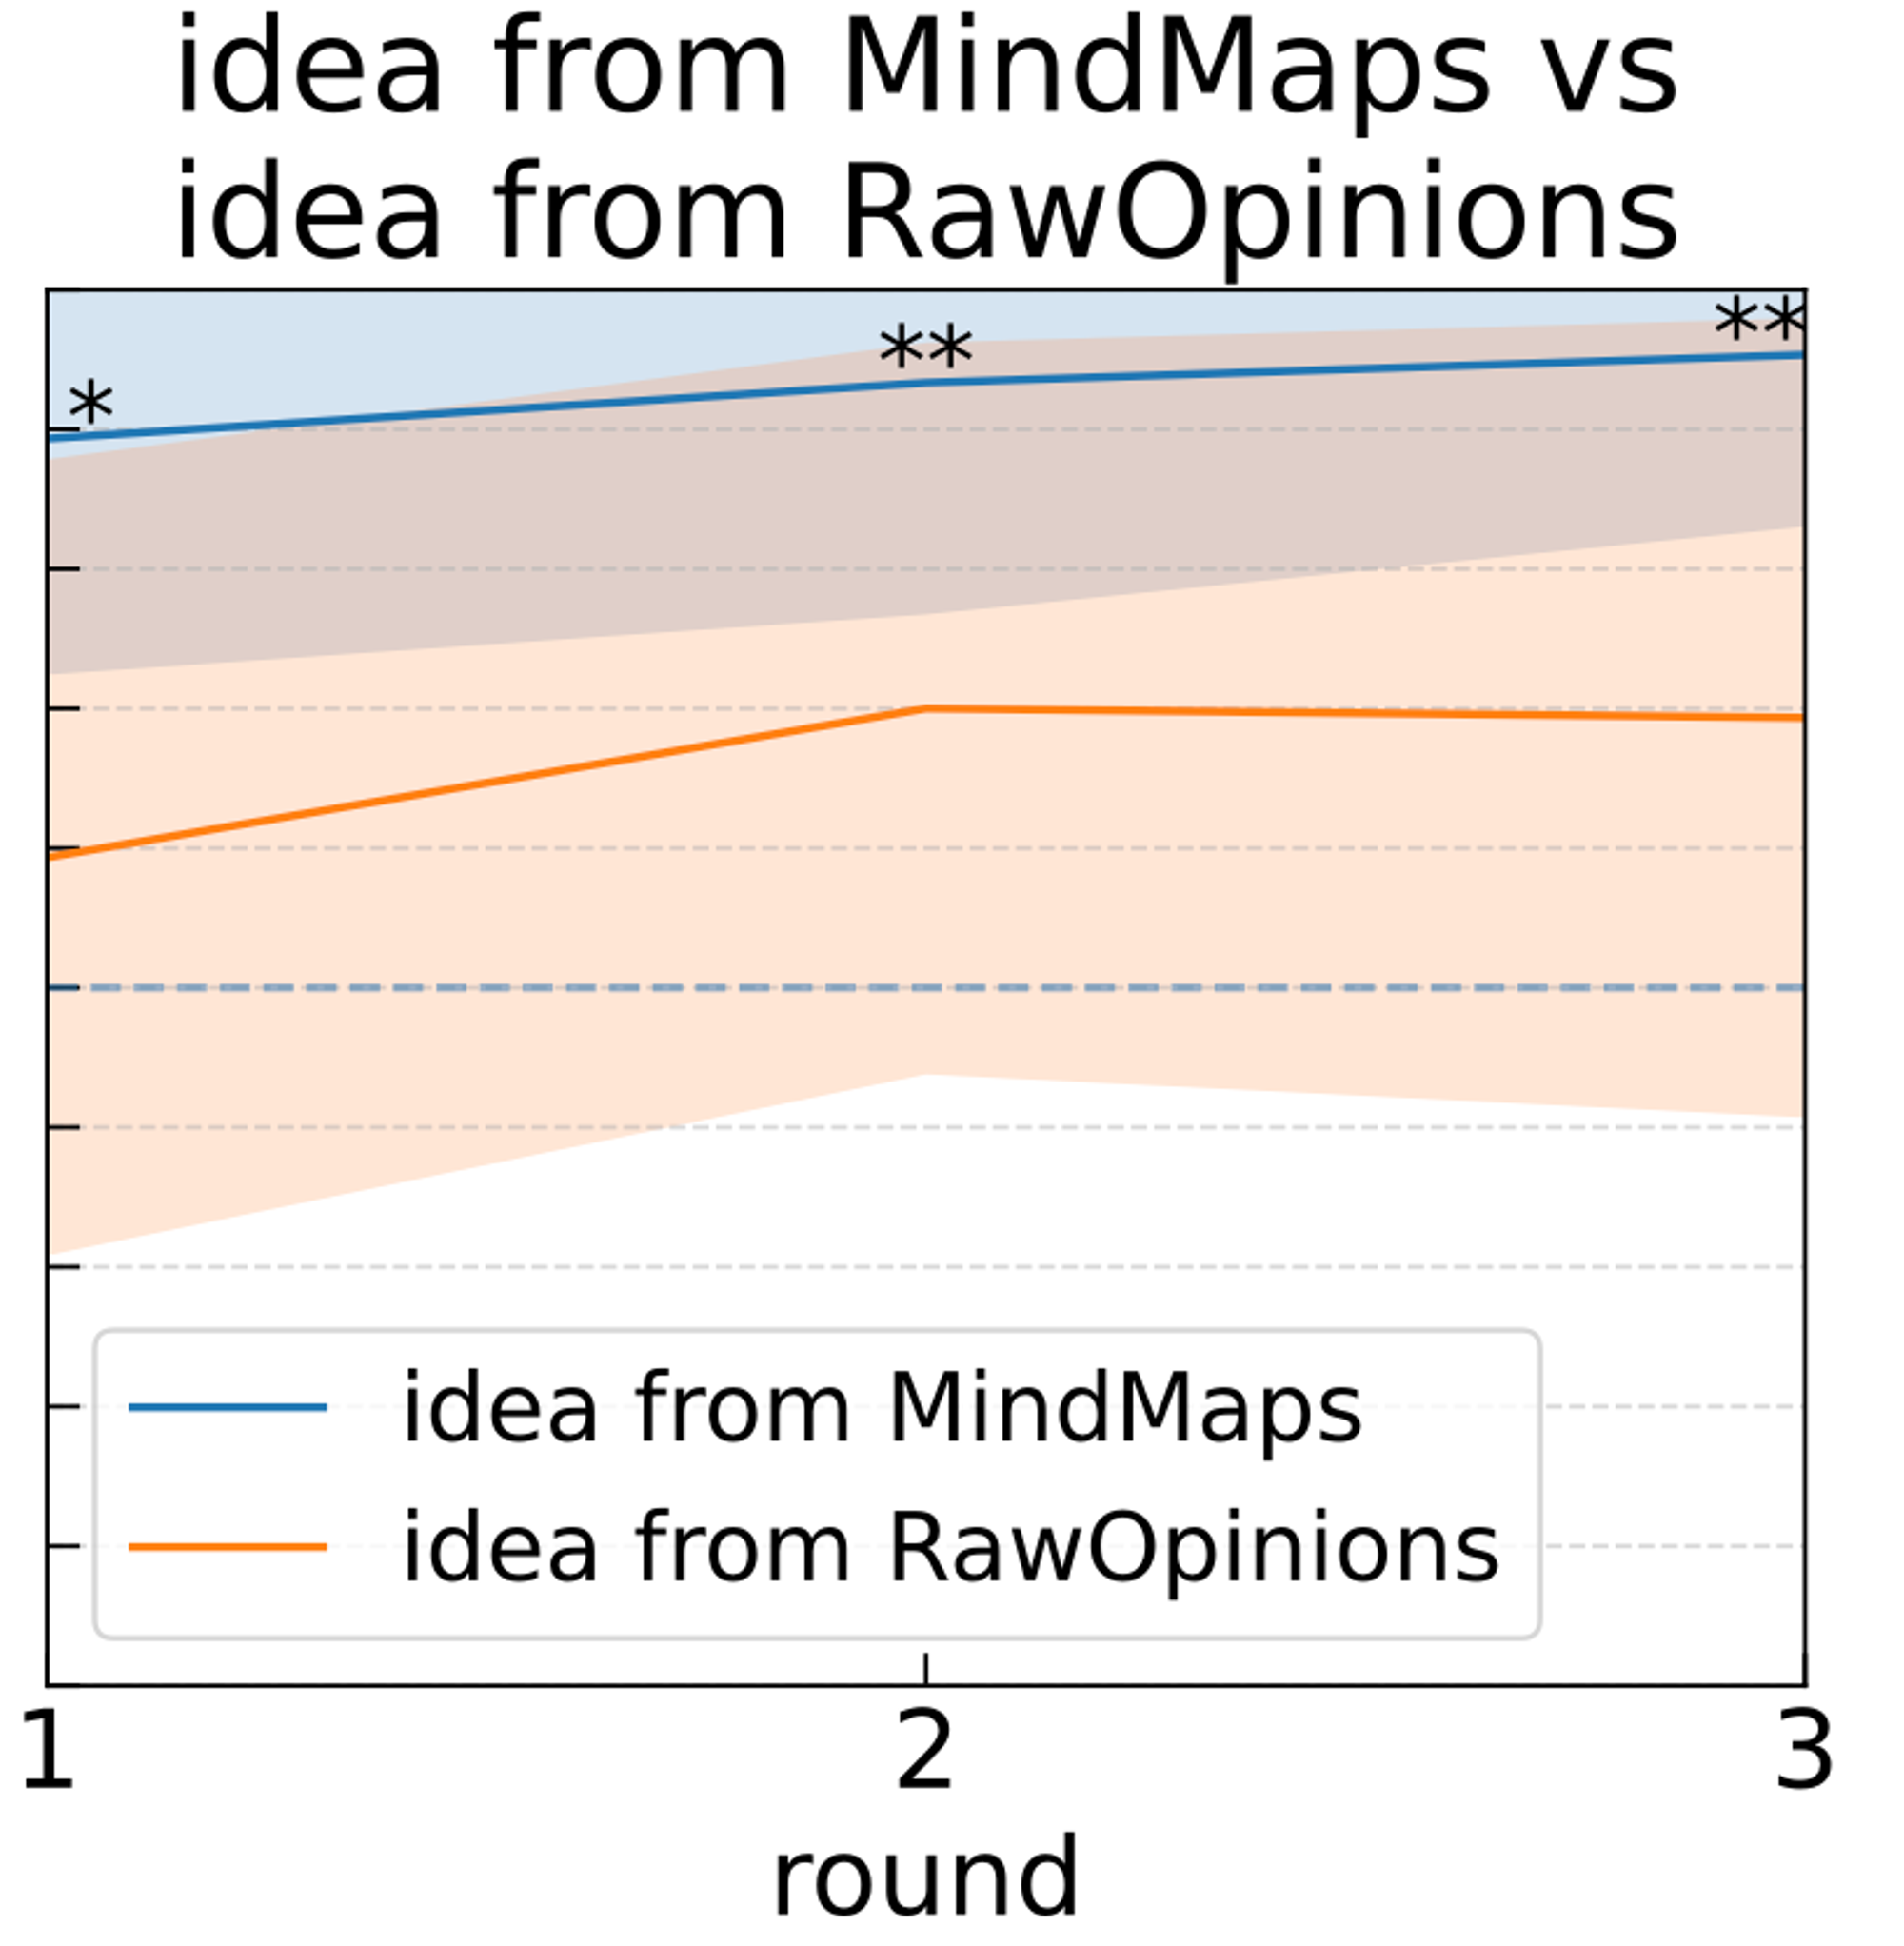 idea from MindMaps vs
idea from RawOpinions
*
**
**
idea from MindMaps
idea from RawOpinions
1
2
3
round